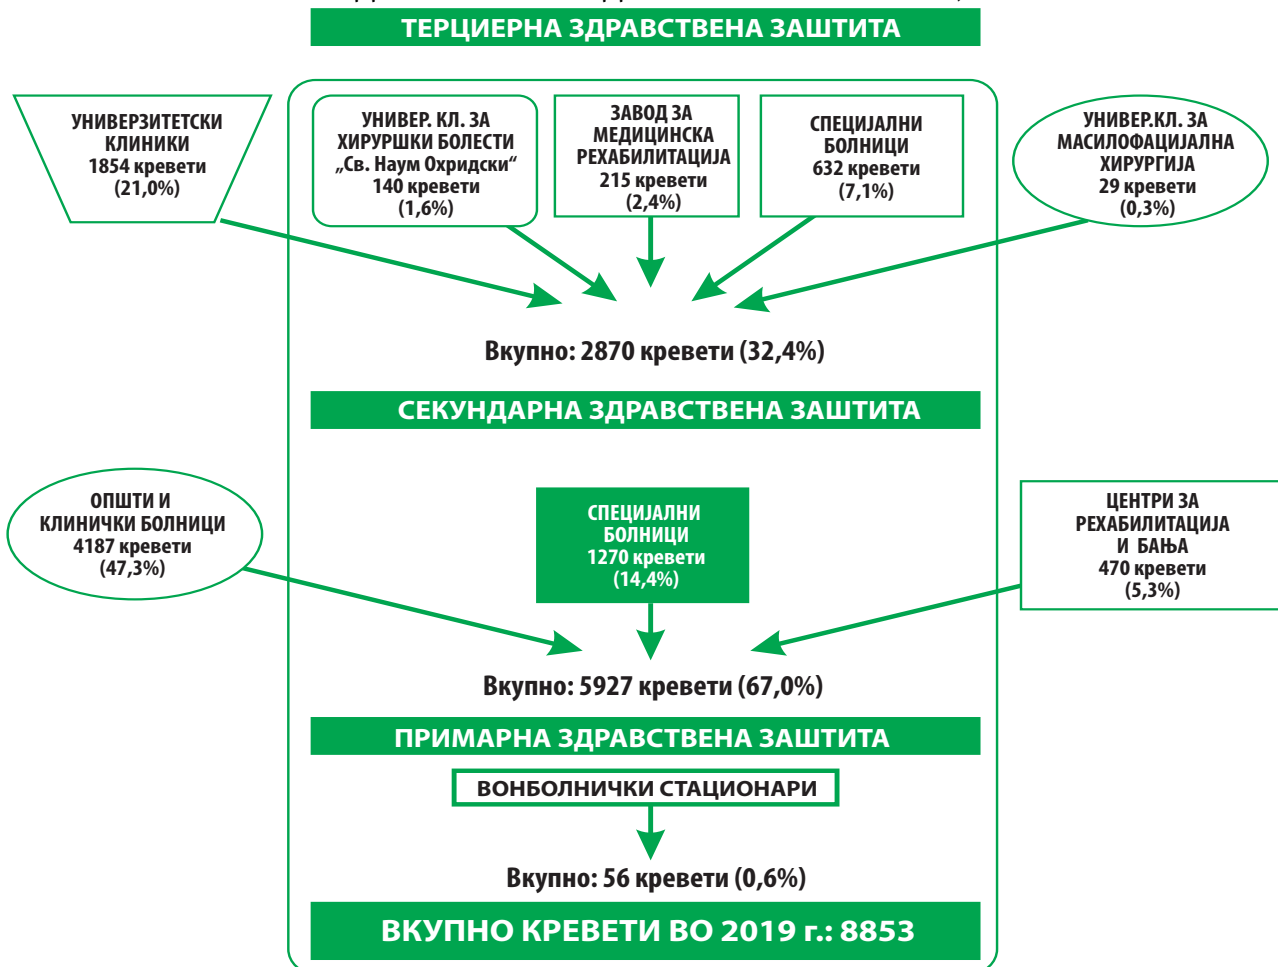 ТЕРЦИЕРНА ЗДРАВСТВЕНА ЗАШТИТА
УНИВЕРЗИТЕТСКИ
КЛИНИКИ
1854 кревети
(21,0%)
УНИВЕР. КЛ. ЗА
ХИРУРШКИ БОЛЕСТИ
„Св. Наум Охридски“
140 кревети
(1,6%)
ЗАВОД ЗА
МЕДИЦИНСКА
РЕХАБИЛИТАЦИЈА
215 кревети
(2,4%)
СПЕЦИЈАЛНИ
БОЛНИЦИ
632 кревети
(7,1%)
УНИВЕР.КЛ. ЗА
МАСИЛОФАЦИЈАЛНА
ХИРУРГИЈА
29 кревети
(0,3%)
Вкупно: 2870 кревети (32,4%)
СЕКУНДАРНА ЗДРАВСТВЕНА ЗАШТИТА
ОПШТИ И
КЛИНИЧКИ БОЛНИЦИ
4187 кревети
(47,3%)
СПЕЦИЈАЛНИ
БОЛНИЦИ
1270 кревети
(14,4%)
ЦЕНТРИ ЗА
РЕХАБИЛИТАЦИЈА
И БАЊА
470 кревети
(5,3%)
Вкупно: 5927 кревети (67,0%)
ПРИМАРНА ЗДРАВСТВЕНА ЗАШТИТА
ВОНБОЛНИЧКИ СТАЦИОНАРИ
Вкупно: 56 кревети (0,6%)
ВКУПНО КРЕВЕТИ ВО 2019 г.: 8853